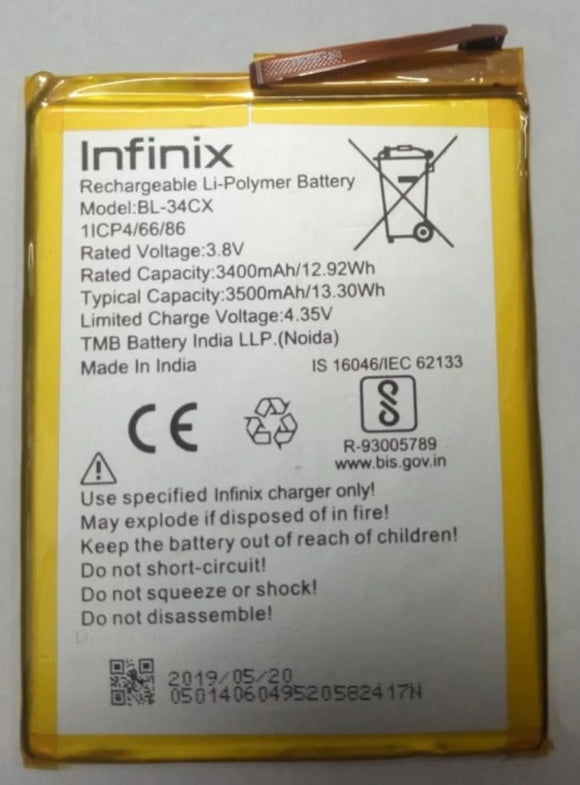 Infinix
Rechargeable Li-Polymer Battery
Model:BL-34CX
1ICP4/66/86
Rated Voltage:3.8V
Rated Capacity:3400mAh/12.92Wh
Typical Capacity:3500mAh/13.30Wh
Limited Charge Voltage:4.35V
TMB Battery India LLP.(Noida)
Made In India
IS 16046/IEC 62133
CE
R-93005789
www.bis.gov.in
Use specified Infinix charger only!
May explode if disposed of in fire!
Keep the battery out of reach of children!
Do not short-circuit!
Do not squeeze or shock!
Do not disassemble!
2019/05/20
0501406049520582417N